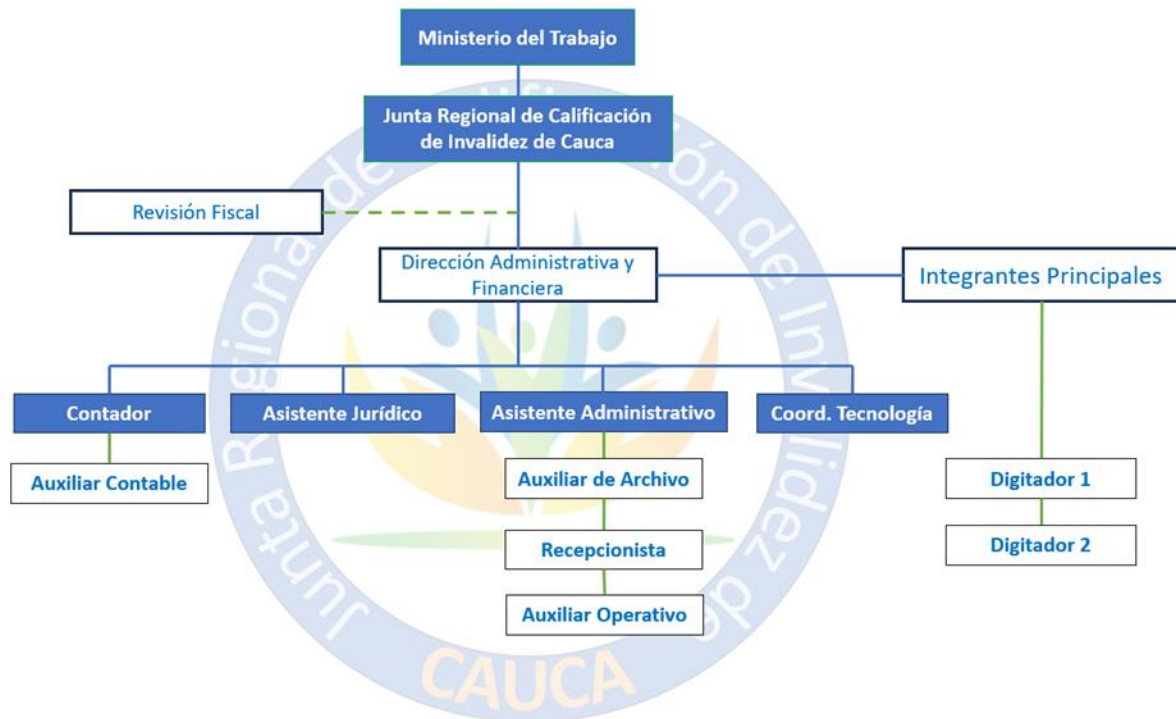 Ministerio del Trabajo
Junta Regional de Calificación
de Invalidez de Cauca
Revisión Fiscal
Dirección Administrativa y
Financiera
Integrantes Principales
Contador
Asistente Jurídico
Asistente Administrativo
Coord. Tecnología
Auxiliar Contable
Auxiliar de Archivo
Digitador 1
Recepcionista
Digitador 2
Auxiliar Operativo
Junta Regional de
de Invalidez de
CAUCA